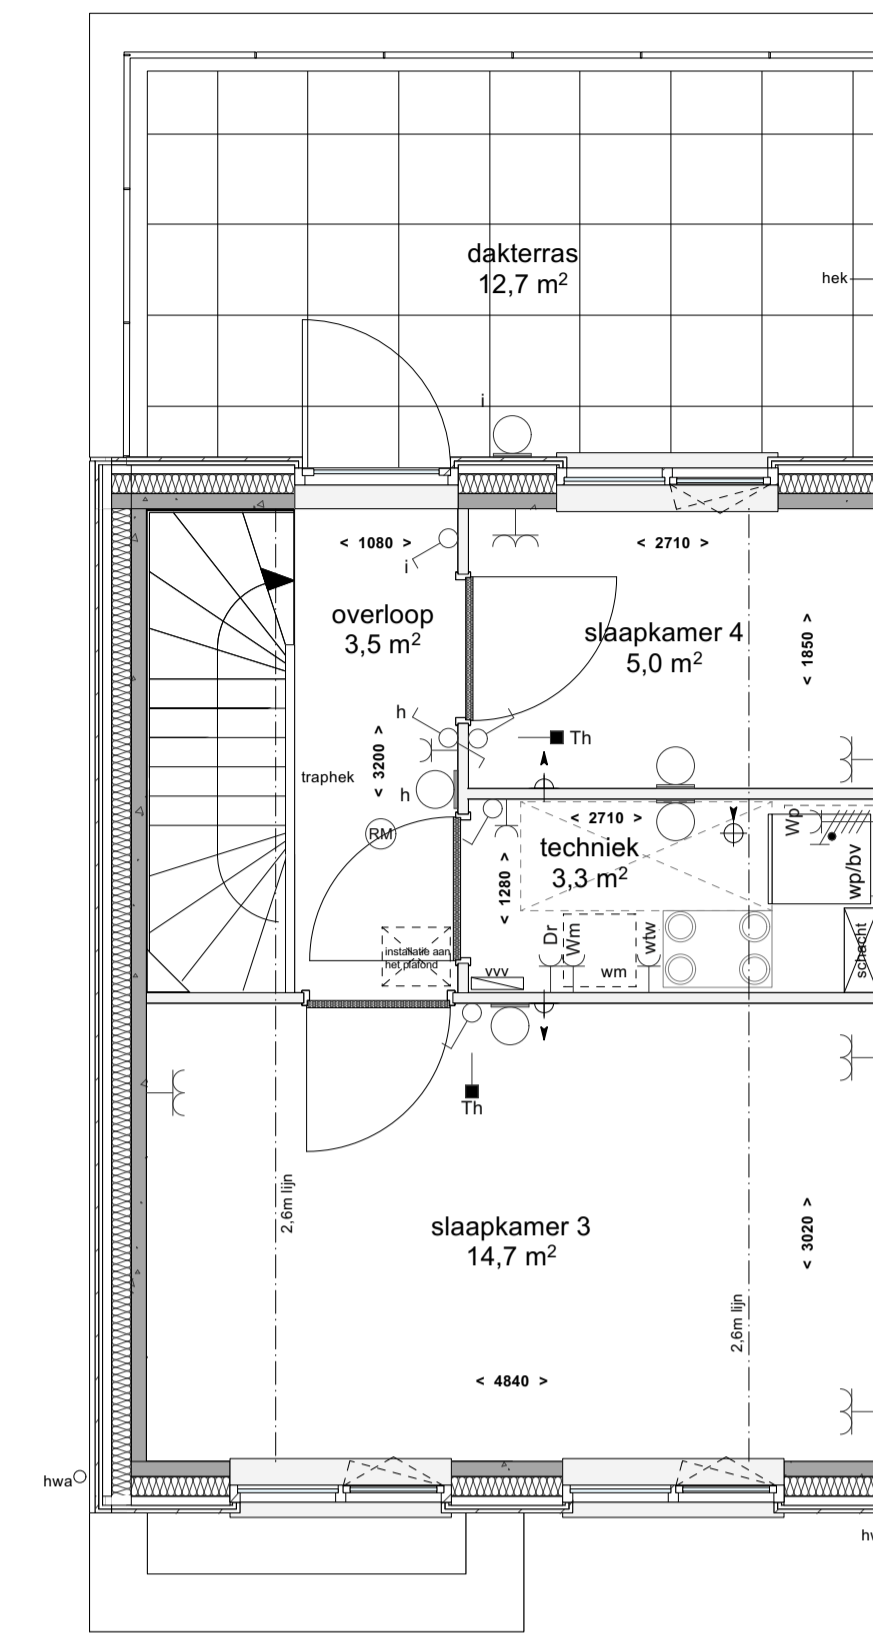 dakterras
12,7 m²
hek
i
< 1080 >
i
< 2710 >
overloop
3,5 m²
slaapkamer 4
5,0 m²
< 1850 >
h
Th
< 3200 >
traphek
h
RM
< 2710 >
Wp
techniek
3,3 m²
wp/bv
< 1280 >
Dr
Wm
wtw
schacht
installatie aan
het plafond
vvv
wm
Th
2,6m lijn
slaapkamer 3
14,7 m²
< 3020 >
2,6m lijn
< 4840 >
hwa